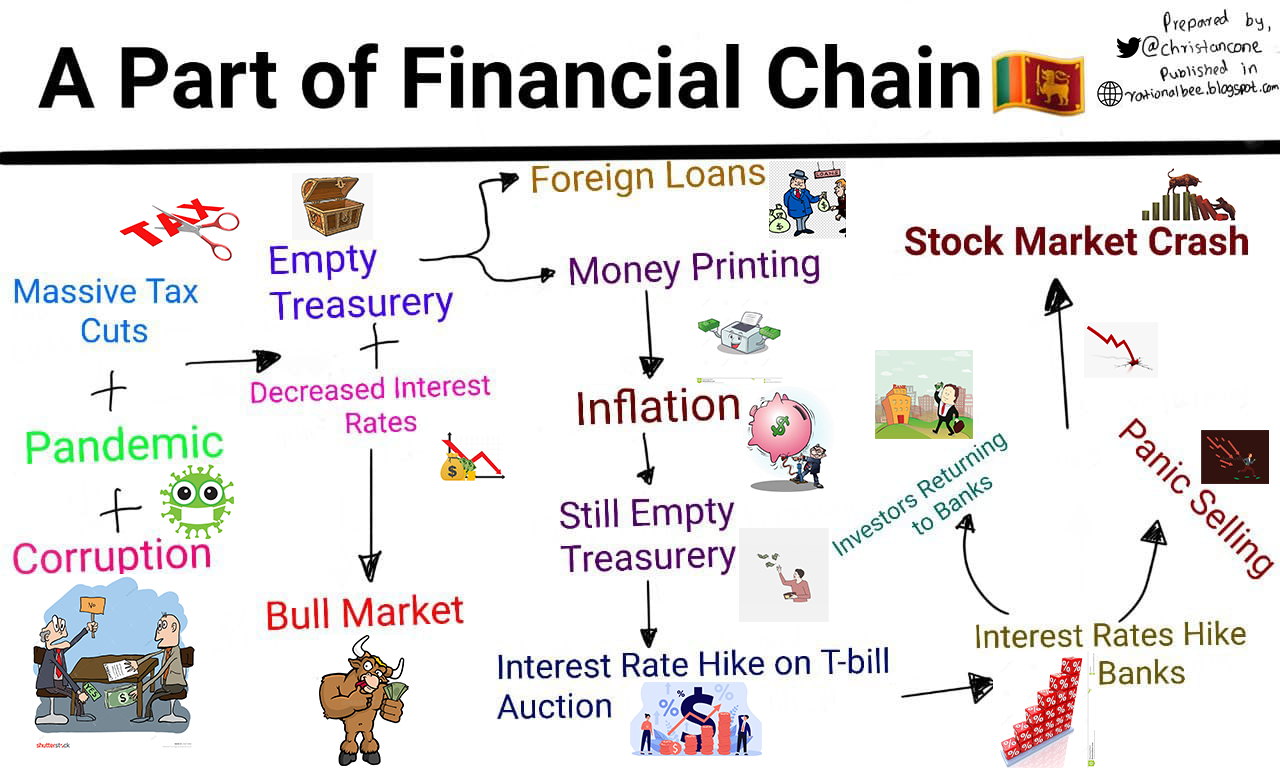 A Part of Financial Chain
Prepared by,
@christancone
Published in
rationalbee.blogspot.com
TAX
Massive Tax
Cuts
+
Pandemic
+
Corruption
No
$
shutterstock
Empty
Treasurery
+
Decreased Interest
Rates
$
Bull Market
Foreign Loans
LOANS
Money Printing
Inflation
$
Still Empty
Treasurery
Interest Rate Hike on T-bill
Auction
% % % $
Interest Rates Hike
Banks
%
Investors Returning
to Banks
BANK
Panic Selling
Stock Market Crash